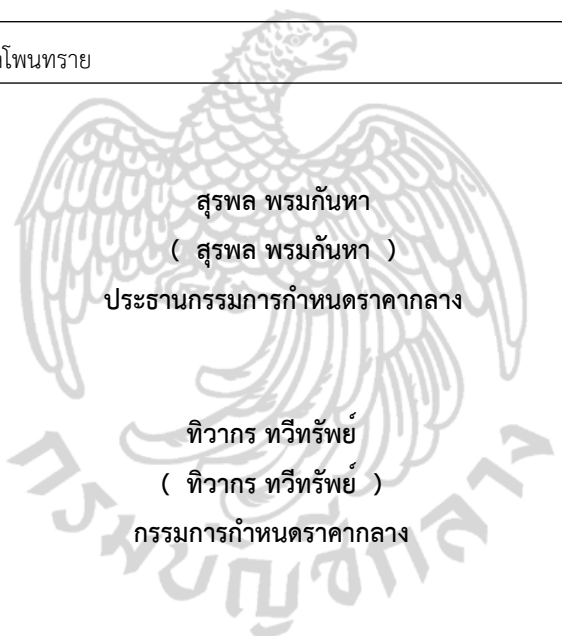 โพนทราย
สุรพล พรมกันหา
( สุรพล พรมกันหา )
ประธานกรรมการกำหนดราคากลาง
ทิวากร ทวีทรัพย์
( ทิวากร ทวีทรัพย์ )
กรรมการกำหนดราคากลาง
กรมบัญชีกลาง